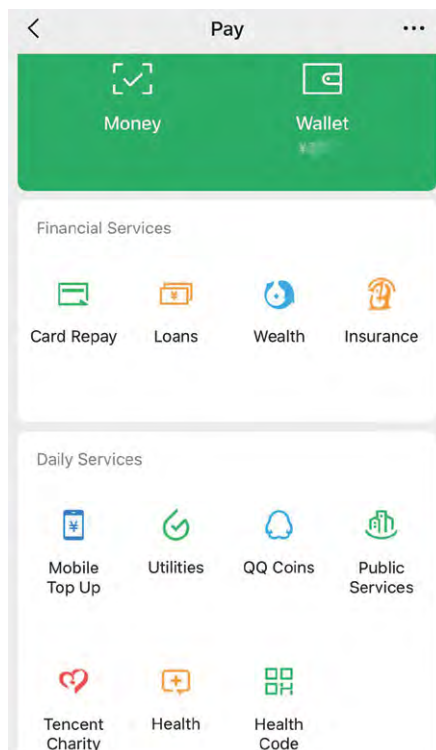 Pay
Money
Wallet
Financial Services
Card Repay
Loans
Wealth
Insurance
Daily Services
Mobile
Top Up
Utilities
QQ Coins
Public
Services
Tencent
Charity
Health
Health
Code